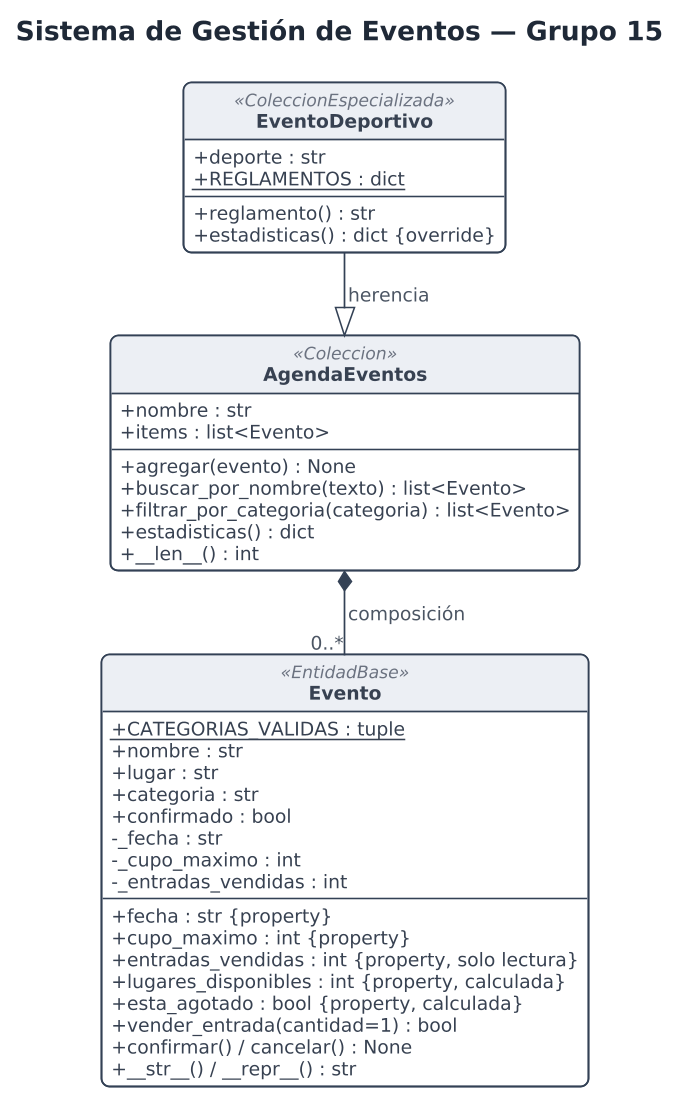 Sistema de Gestión de Eventos — Grupo 15
«ColeccionEspecializada»
EventoDeportivo
+deporte : str
+REGLAMENTOS : dict
+reglamento() : str
+estadisticas() : dict {override}
herencia
«Coleccion»
AgendaEventos
+nombre : str
+items : list<Evento>
+agregar(evento) : None
+buscar_por_nombre(texto) : list<Evento>
+filtrar_por_categoria(categoria) : list<Evento>
+estadisticas() : dict
+__len__() : int
composición
0..*
«EntidadBase»
Evento
+CATEGORIAS_VALIDAS : tuple
+nombre : str
+lugar : str
+categoria : str
+confirmado : bool
-_fecha : str
-_cupo_maximo : int
-_entradas_vendidas : int
+fecha : str {property}
+cupo_maximo : int {property}
+entradas_vendidas : int {property, solo lectura}
+lugares_disponibles : int {property, calculada}
+esta_agotado : bool {property, calculada}
+vender_entrada(cantidad=1) : bool
+confirmar() / cancelar() : None
+__str__() / __repr__() : str